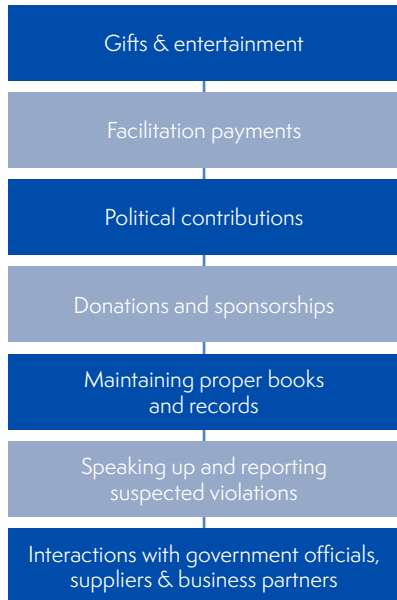 Gifts & entertainment
Facilitation payments
Political contributions
Donations and sponsorships
Maintaining proper books
and records
Speaking up and reporting
suspected violations
Interactions with government officials,
suppliers & business partners